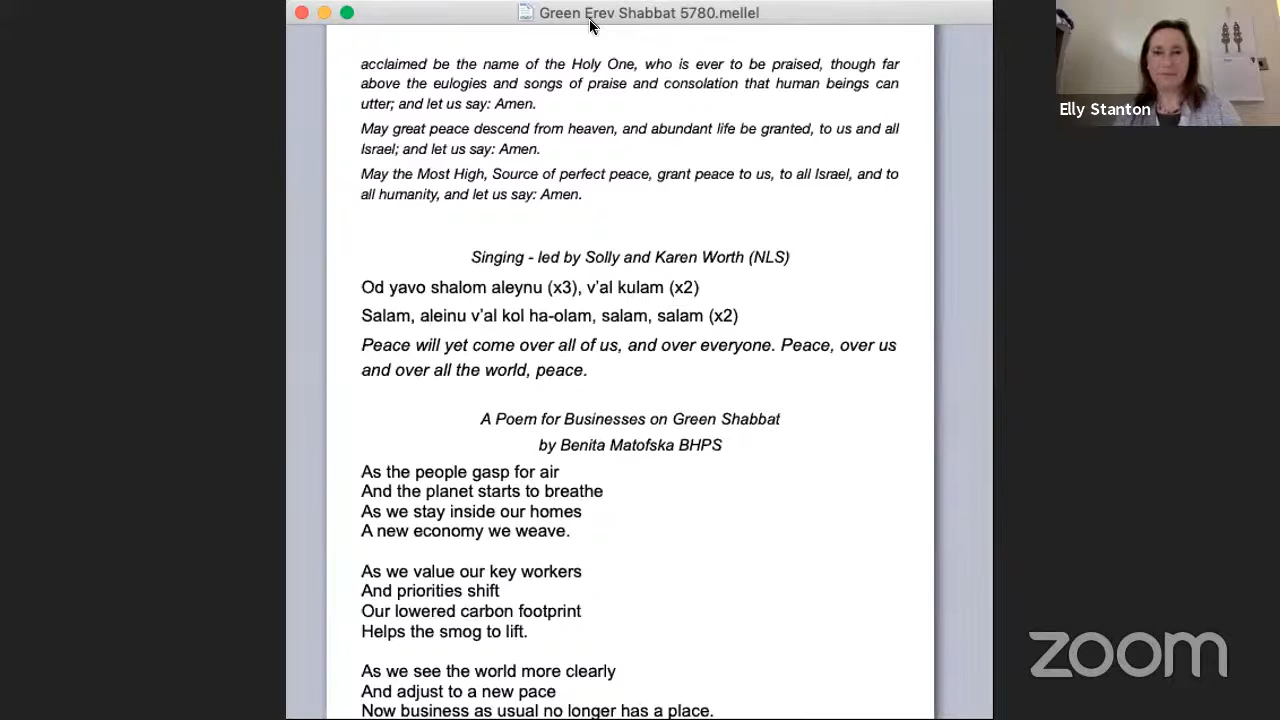 Green Erev Shabbat 5780.mellel
acclaimed be the name of the Holy One, who is ever to be praised, though far
above the eulogies and songs of praise and consolation that human beings can
utter; and let us say: Amen.
May great peace descend from heaven, and abundant life be granted, to us and all
Israel; and let us say: Amen.
May the Most High, Source of perfect peace, grant peace to us, to all Israel, and to
all humanity, and let us say: Amen.
Singing - led by Solly and Karen Worth (NLS)
Od yavo shalom aleynu (x3), v’al kulam (x2)
Salam, aleinu v’al kol ha-olam, salam, salam (x2)
Peace will yet come over all of us, and over everyone. Peace, over us
and over all the world, peace.
A Poem for Businesses on Green Shabbat
by Benita Matofska BHPS
As the people gasp for air
And the planet starts to breathe
As we stay inside our homes
A new economy we weave.
As we value our key workers
And priorities shift
Our lowered carbon footprint
Helps the smog to lift.
As we see the world more clearly
And adjust to a new pace
Now business as usual no longer has a place.
Elly Stanton
zoom